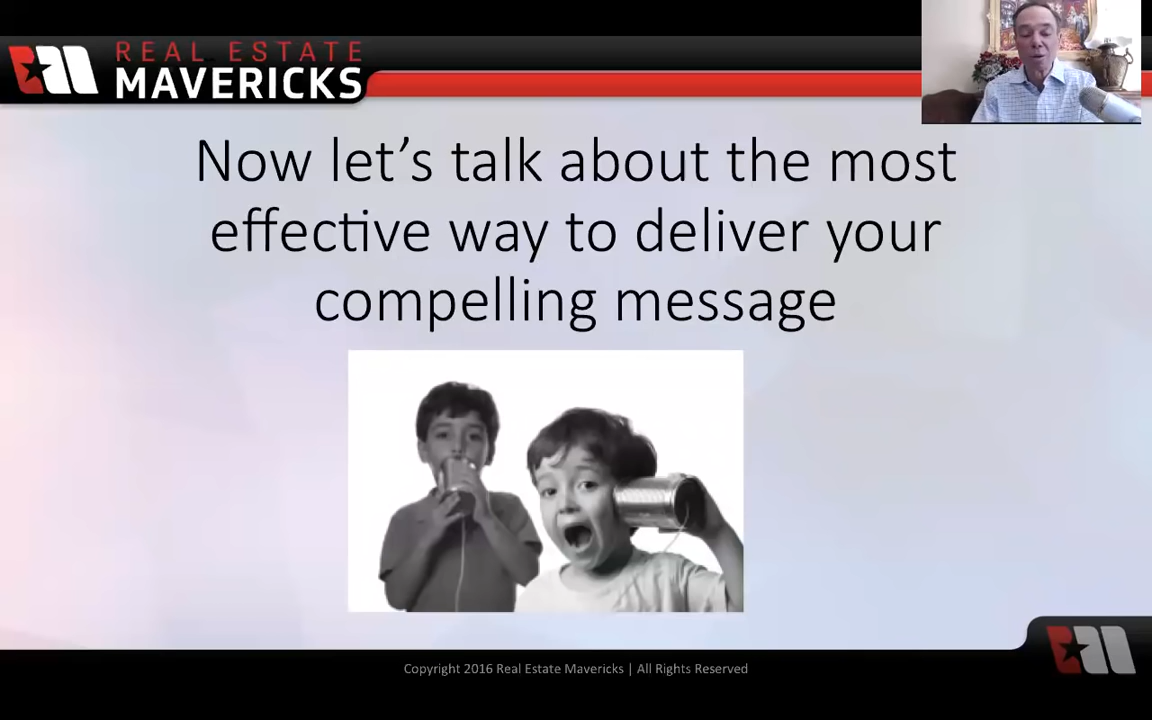 REAL ESTATE
MAVERICKS
Now let’s talk about the most
effective way to deliver your
compelling message
Copyright 2016 Real Estate Mavericks | All Rights Reserved